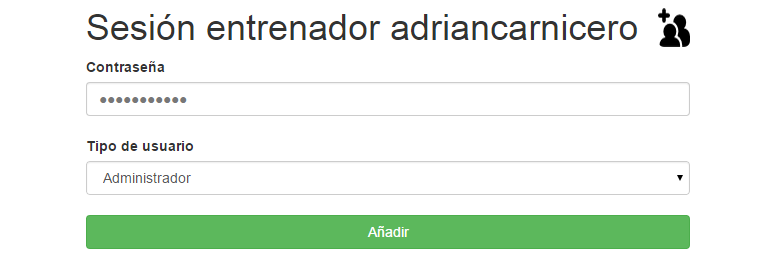 Sesión entrenador adriancarnicero
Contraseña
●●●●●●●●●●●
Tipo de usuario
Administrador
Añadir